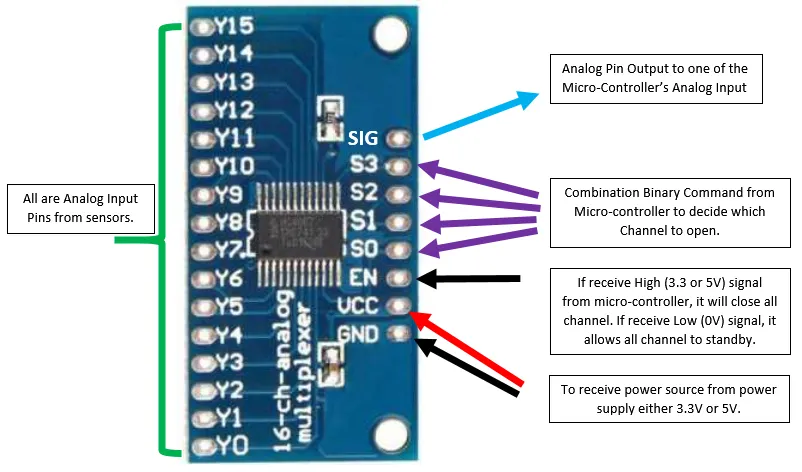 Y15
Y14
Y13
Y12
Y11
Y10
Y9
Y8
Y7
Y6
Y5
Y4
Y3
Y2
Y1
Y0
16-ch-analog
multiplexer
SIG
S3
S2
S1
S0
EN
VCC
GND
All are Analog Input
Pins from sensors.
Analog Pin Output to one of the
Micro-Controller's Analog Input
Combination Binary Command from
Micro-controller to decide which
Channel to open.
If receive High (3.3 or 5V) signal
from micro-controller, it will close all
channel. If receive Low (0V) signal, it
allows all channel to standby.
To receive power source from power
supply either 3.3V or 5V.